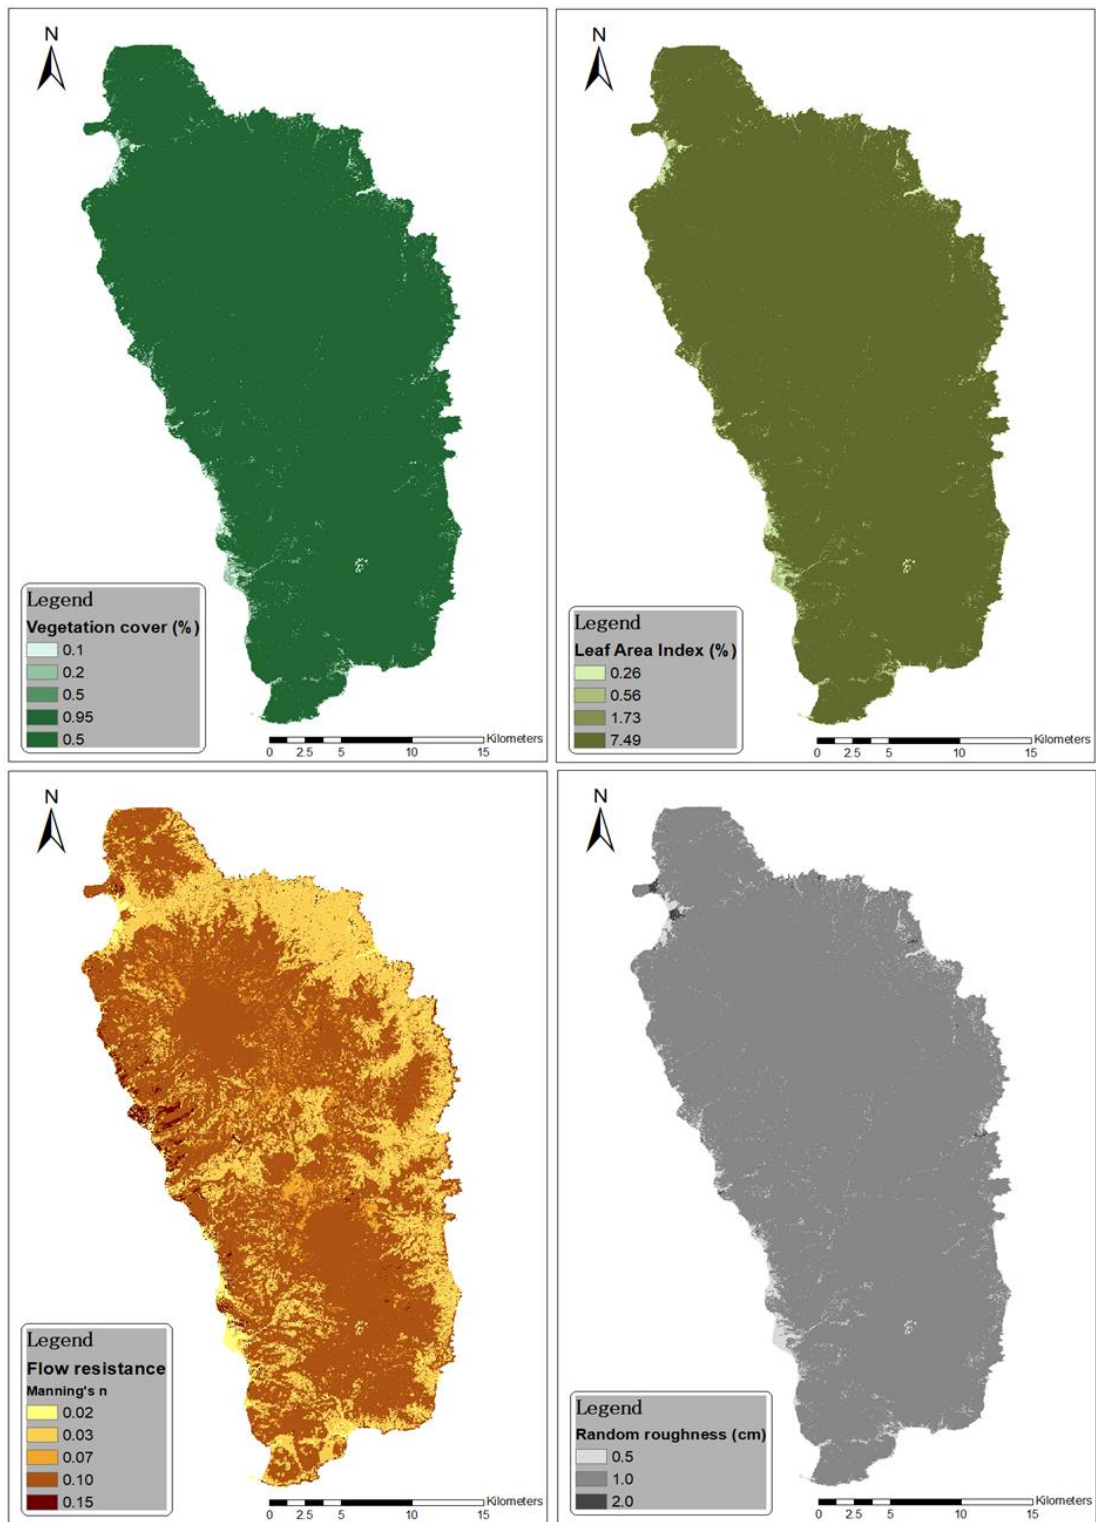 N
Legend
Vegetation cover (%)
0.1
0.2
0.5
0.95
0.5
Kilometers
0 2.5 5 10 15
N
Legend
Leaf Area Index (%)
0.26
0.56
1.73
7.49
Kilometers
0 2.5 5 10 15
N
Legend
Flow resistance
Manning's n
0.02
0.03
0.07
0.10
0.15
Kilometers
0 2.5 5 10 15
N
Legend
Random roughness (cm)
0.5
1.0
2.0
Kilometers
0 2.5 5 10 15